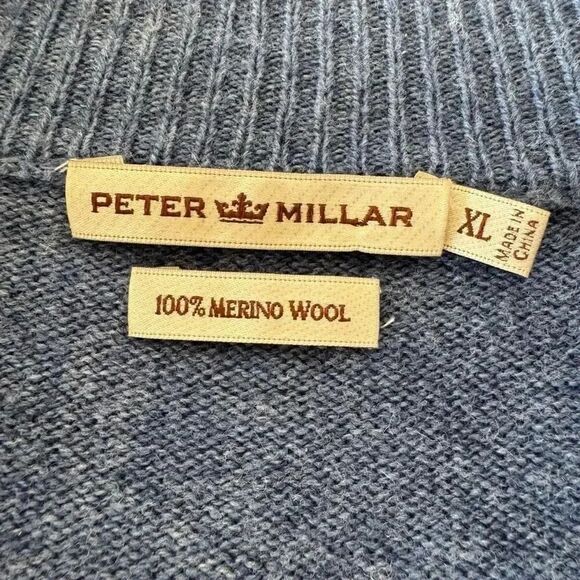 PETER MILLAR
XL
MADE IN
CHINA
100% MERINO WOOL